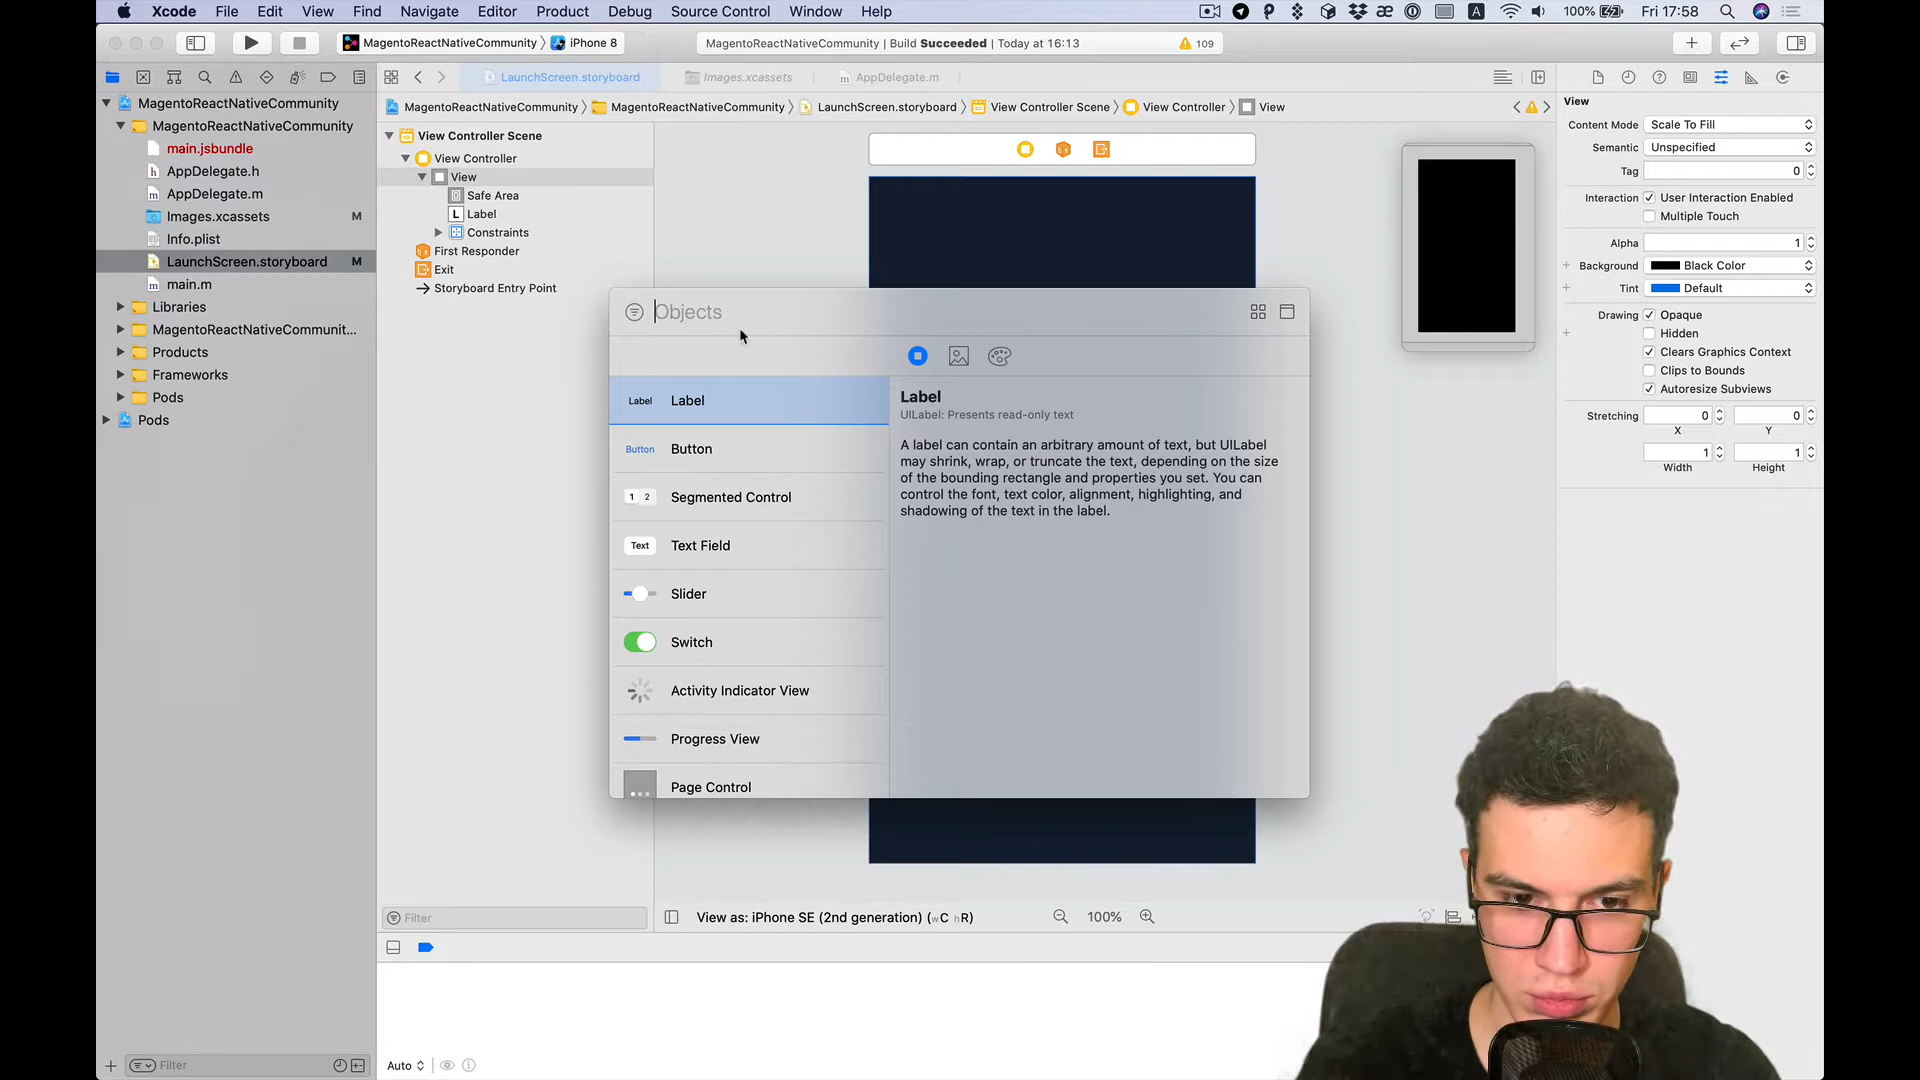 Xcode File Edit View Find Navigate Editor Product Debug Source Control Window Help 100% Fri 17:58
MagentoReactNativeCommunity iPhone 8
MagentoReactNativeCommunity | Build Succeeded | Today at 16:13 109
LaunchScreen.storyboard Images.xcassets AppDelegate.m
MagentoReactNativeCommunity MagentoReactNativeCommunity LaunchScreen.storyboard View Controller Scene View Controller View
MagentoReactNativeCommunity
MagentoReactNativeCommunity
main.jsbundle
AppDelegate.h
AppDelegate.m
Images.xcassets M
Info.plist
LaunchScreen.storyboard M
main.m
Libraries
MagentoReactNativeCommunit...
Products
Frameworks
Pods
Pods
Filter
View Controller Scene
View Controller
View
Safe Area
L Label
Constraints
First Responder
Exit
Storyboard Entry Point
Filter
Objects
Label Label
Button Button
1 2 Segmented Control
Text Text Field
Slider
Switch
Activity Indicator View
Progress View
Page Control
Label
UILabel: Presents read-only text
A label can contain an arbitrary amount of text, but UILabel
may shrink, wrap, or truncate the text, depending on the size
of the bounding rectangle and properties you set. You can
control the font, text color, alignment, highlighting, and
shadowing of the text in the label.
View as: iPhone SE (2nd generation) (wC hR) 100%
Auto
View
Content Mode Scale To Fill
Semantic Unspecified
Tag 0
Interaction User Interaction Enabled
Multiple Touch
Alpha 1
Background Black Color
Tint Default
Drawing Opaque
Hidden
Clears Graphics Context
Clips to Bounds
Autoresize Subviews
Stretching 0 0
X Y
1 1
Width Height